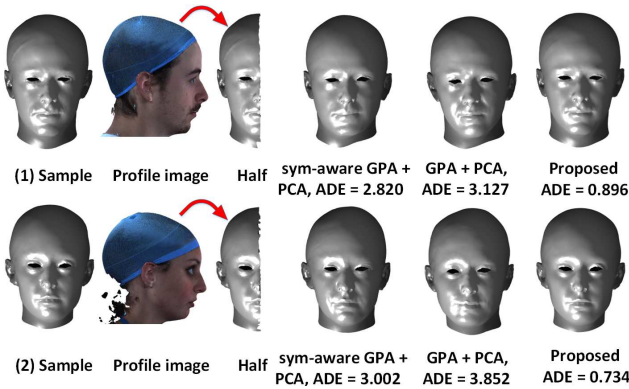 (1) Sample Profile image Half sym-aware GPA + PCA, ADE = 2.820 GPA + PCA, ADE = 3.127 Proposed ADE = 0.896
(2) Sample Profile image Half sym-aware GPA + PCA, ADE = 3.002 GPA + PCA, ADE = 3.852 Proposed ADE = 0.734